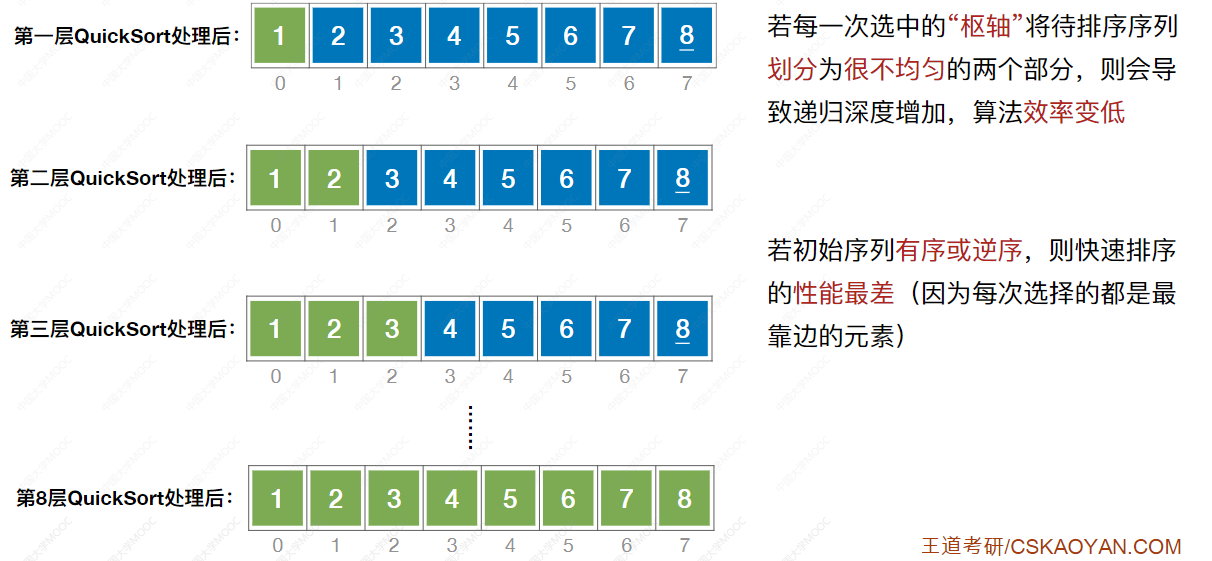 第一层QuickSort处理后：
1 2 3 4 5 6 7 8
0 1 2 3 4 5 6 7
第二层QuickSort处理后：
1 2 3 4 5 6 7 8
0 1 2 3 4 5 6 7
第三层QuickSort处理后：
1 2 3 4 5 6 7 8
0 1 2 3 4 5 6 7
第8层QuickSort处理后：
1 2 3 4 5 6 7 8
0 1 2 3 4 5 6 7
若每一次选中的“枢轴”将待排序序列
划分为很不均匀的两个部分，则会导
致递归深度增加，算法效率变低
若初始序列有序或逆序，则快速排序
的性能最差（因为每次选择的都是最
靠边的元素）
王道考研/CSKAOYAN.COM
中国大学MOOC